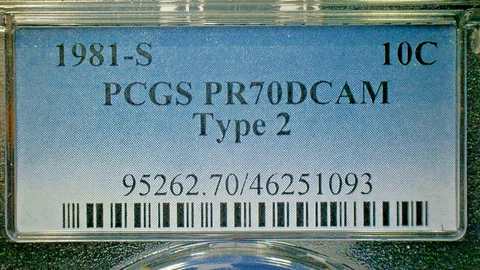 1981-S 10C
PCGS PR70DCAM
Type 2
95262.70/46251093